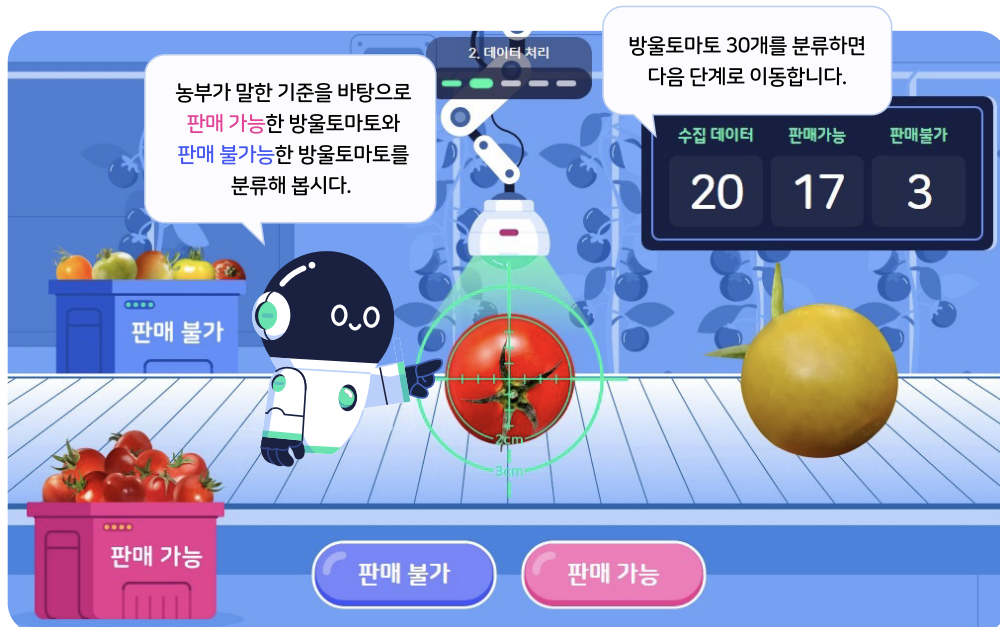 2. 데이터 처리
방울토마토 30개를 분류하면
다음 단계로 이동합니다.
농부가 말한 기준을 바탕으로
판매 가능한 방울토마토와
판매 불가능한 방울토마토를
분류해 봅시다.
수집 데이터 판매가능 판매불가
20 17 3
판매 불가
2cm
3cm
판매 가능
판매 불가 판매 가능